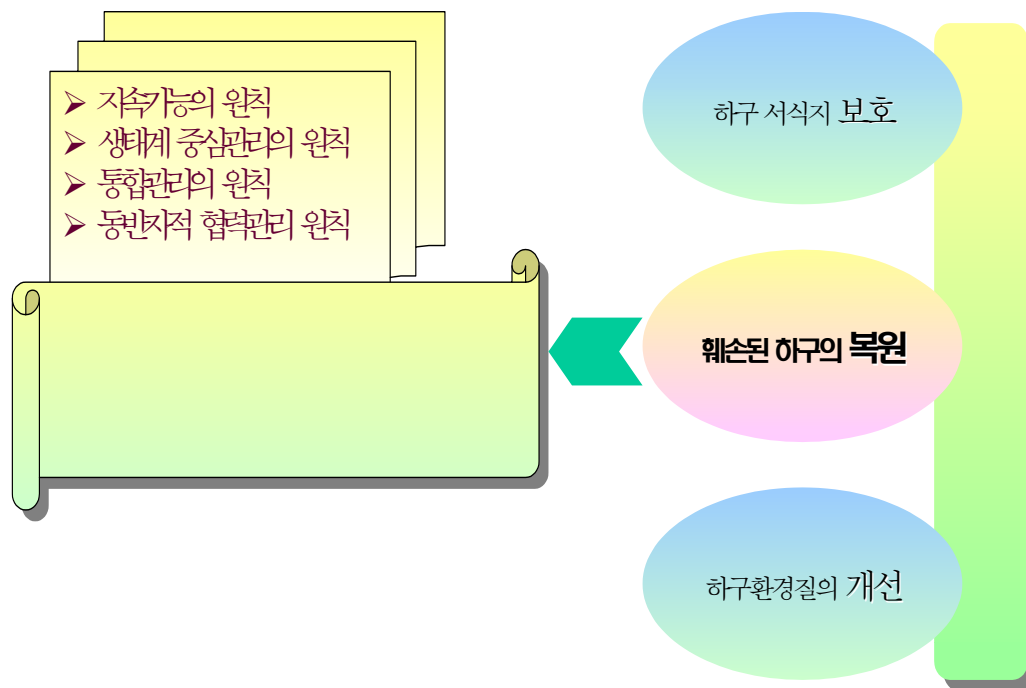 ➢ 지속가능의 원칙
➢ 생태계 중심관리의 원칙
➢ 통합관리의 원칙
➢ 동반자적 협력관리 원칙
하구 서식지 보호
훼손된 하구의 복원
하구환경질의 개선